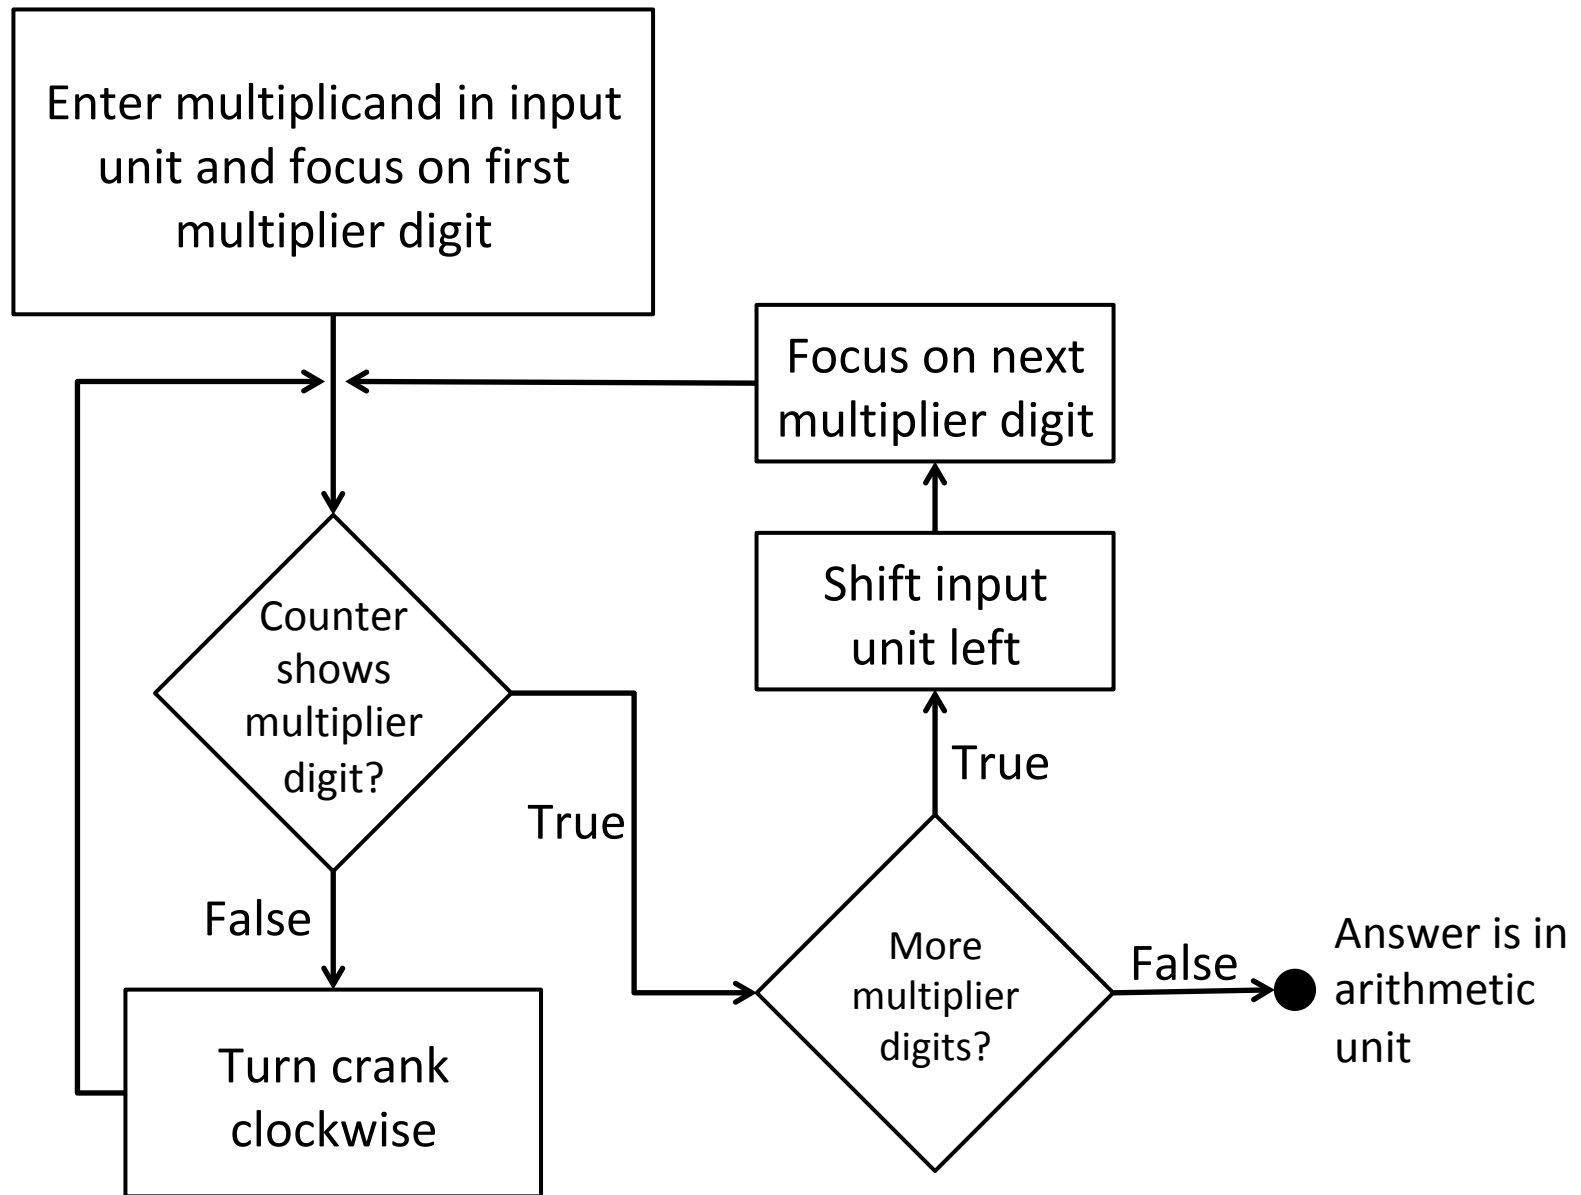 Enter multiplicand in input
unit and focus on first
multiplier digit
Focus on next
multiplier digit
Shift input
unit left
Counter
shows
multiplier
digit?
True
True
False
More
multiplier
digits?
False
Answer is in
arithmetic
unit
Turn crank
clockwise